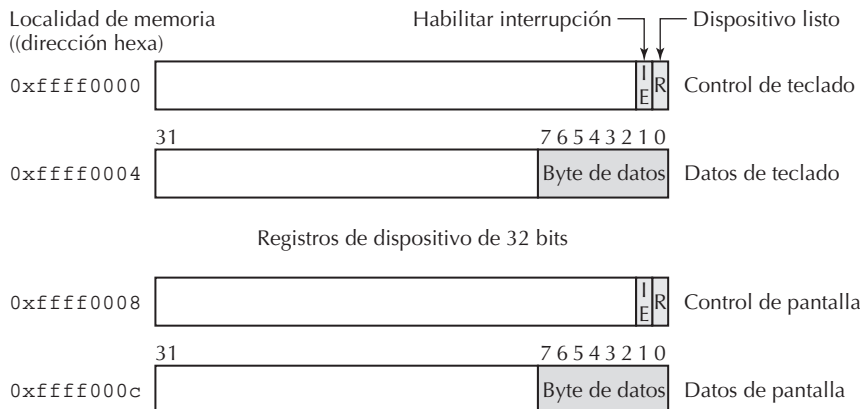 Localidad de memoria Habilitar interrupción Dispositivo listo
((dirección hexa)
0xffff0000 I E R Control de teclado
31 7 6 5 4 3 2 1 0
0xffff0004 Byte de datos Datos de teclado
Registros de dispositivo de 32 bits
0xffff0008 I E R Control de pantalla
31 7 6 5 4 3 2 1 0
0xffff000c Byte de datos Datos de pantalla